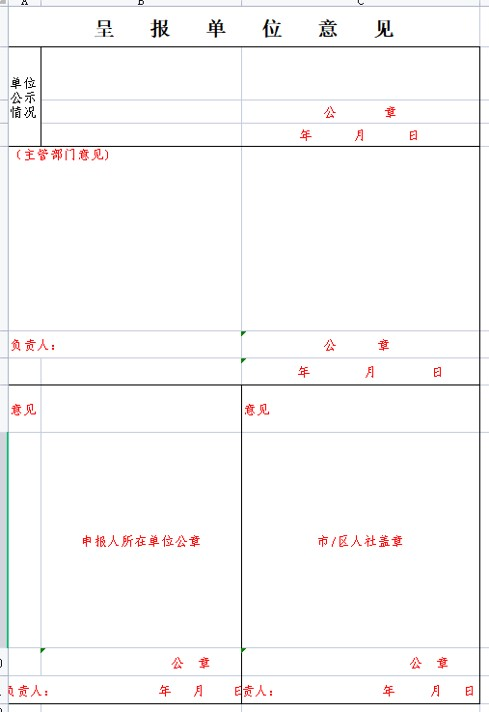 A B C
呈 报 单 位 意 见
单位
公示
情况
公 章
年 月 日
(主管部门意见)
负责人: 公 章
年 月 日
意见 意见
申报人所在单位公章 市/区人社盖章
公 章 公 章
负责人: 年 月 日 责人: 年 月 日